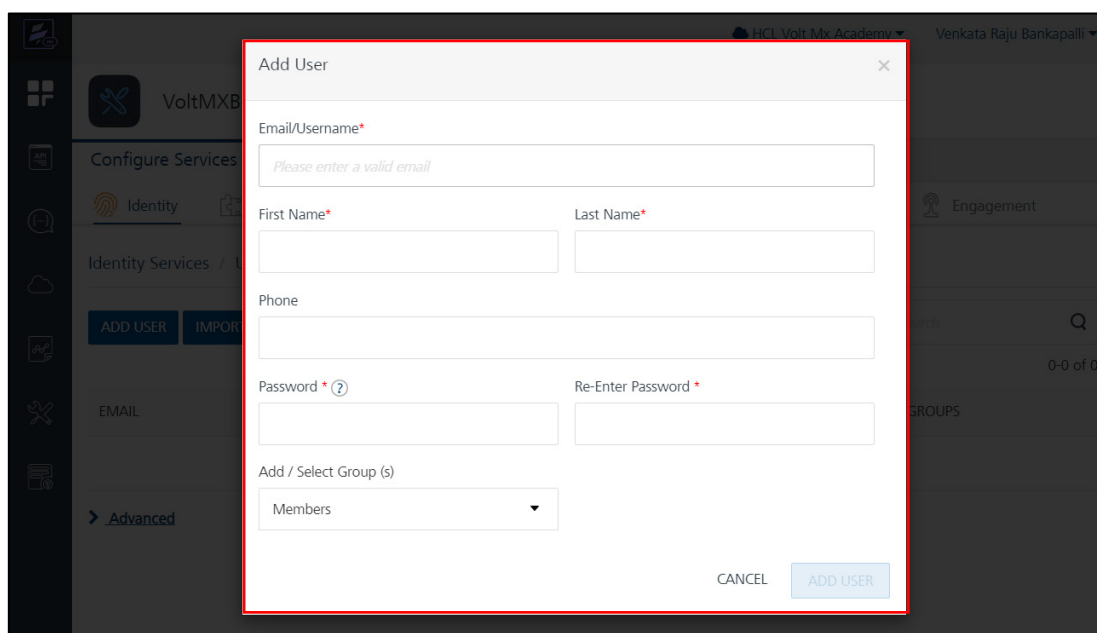 HCL Volt Mx Academy
Venkata Raju Bankapalli
Add User
×
VoltMXB
Email/Username*
Configure Services
Please enter a valid email
Identity
First Name*
Last Name*
Engagement
Identity Services /
Phone
ADD USER
IMPOR
0-0 of 0
Password * ?
Re-Enter Password *
EMAIL
GROUPS
Add / Select Group (s)
Members
Advanced
CANCEL
ADD USER